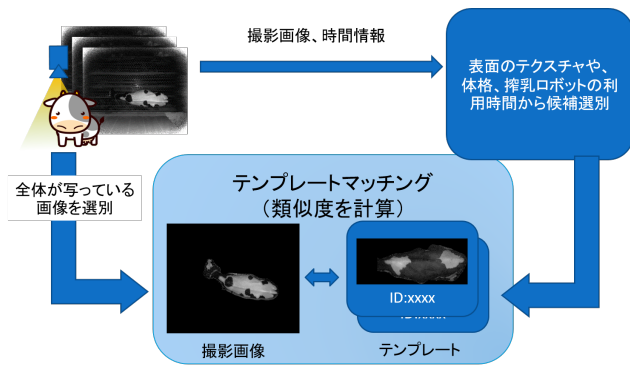 撮影画像、時間情報
表面のテクスチャや、
体格、搾乳ロボットの利
用時間から候補選別
全体が写っている
画像を選別
テンプレートマッチング
（類似度を計算）
ID:xxxx
ID:xxxx
撮影画像
テンプレート